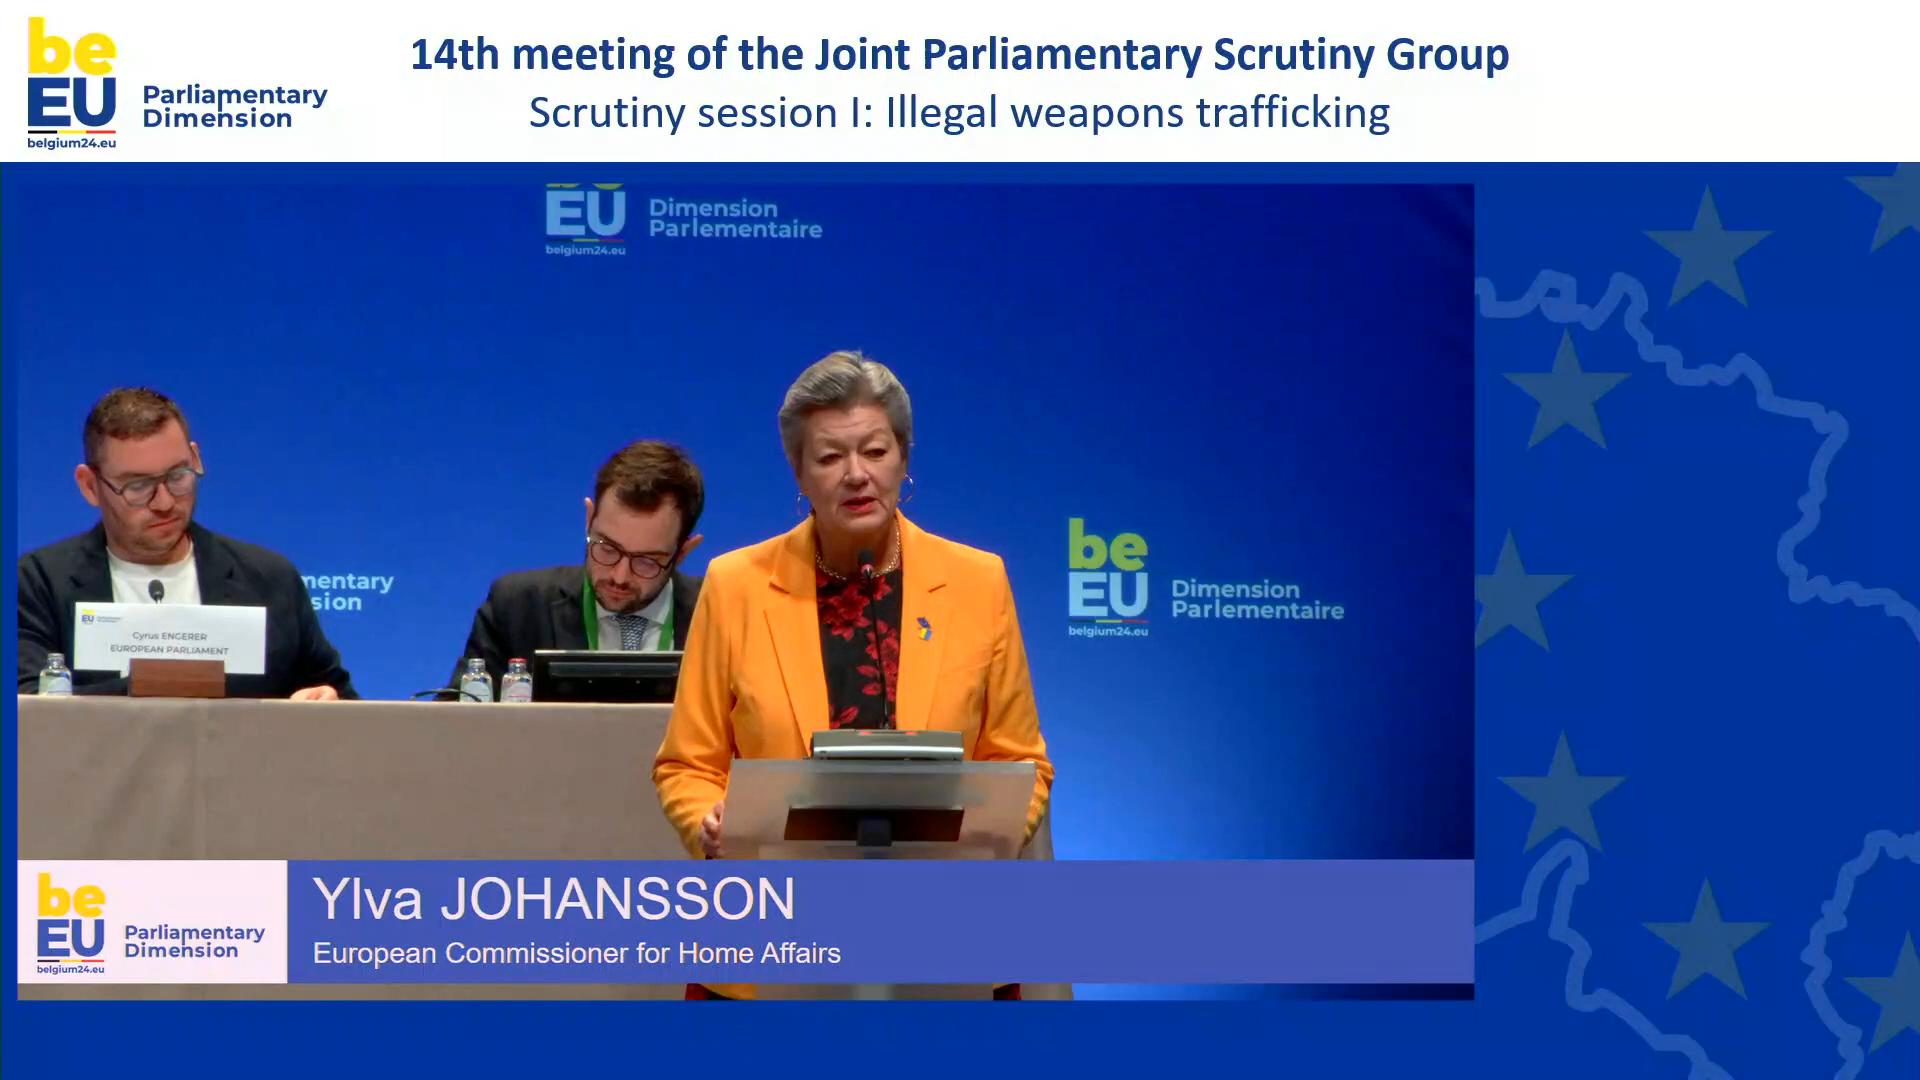 be
EU
belgium24.eu
Parliamentary
Dimension
14th meeting of the Joint Parliamentary Scrutiny Group
Scrutiny session I: Illegal weapons trafficking
EU
belgium24.eu
Dimension
Parlementaire
mentary
sion
Cyrus ENGERER
EUROPEAN PARLIAMENT
be
EU
belgium24.eu
Dimension
Parlementaire
be
EU
belgium24.eu
Parliamentary
Dimension
Ylva JOHANSSON
European Commissioner for Home Affairs